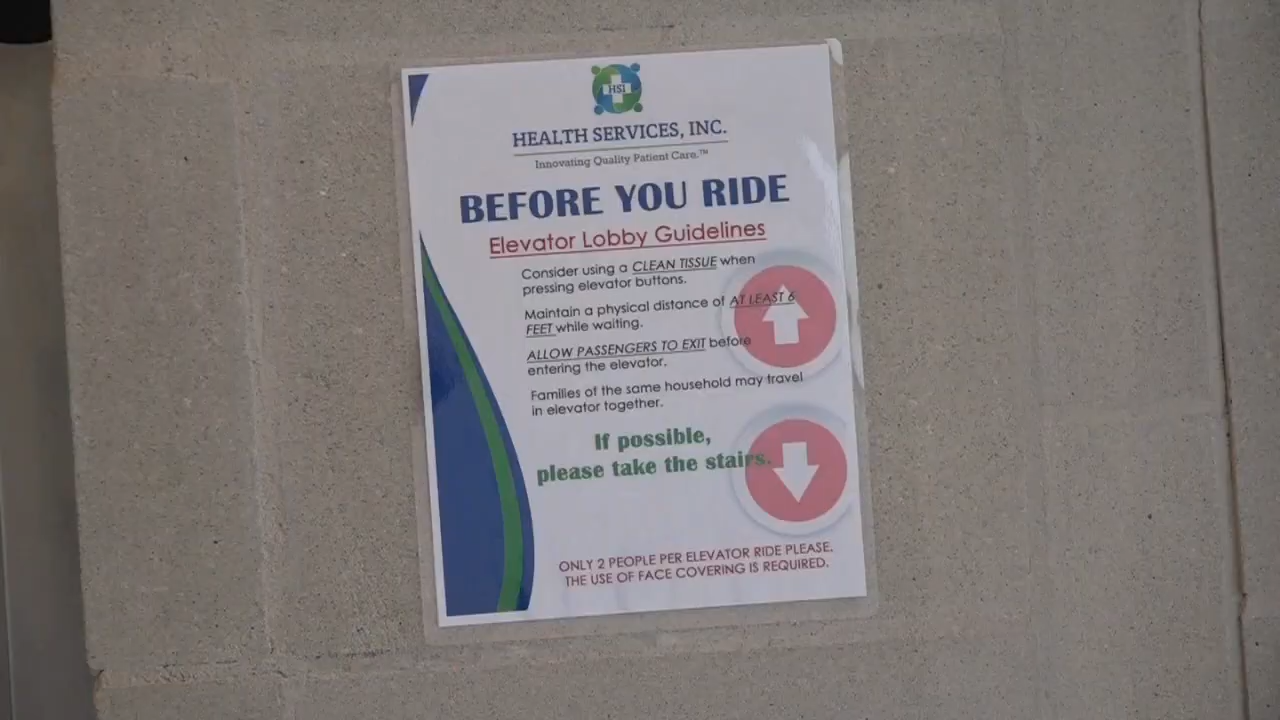 HSI
HEALTH SERVICES, INC.
Innovating Quality Patient Care.™
BEFORE YOU RIDE
Elevator Lobby Guidelines
Consider using a CLEAN TISSUE when
pressing elevator buttons.
Maintain a physical distance of AT LEAST 6
FEET while waiting.
ALLOW PASSENGERS TO EXIT before
entering the elevator.
Families of the same household may travel
in elevator together.
If possible,
please take the stairs.
ONLY 2 PEOPLE PER ELEVATOR RIDE PLEASE.
THE USE OF FACE COVERING IS REQUIRED.